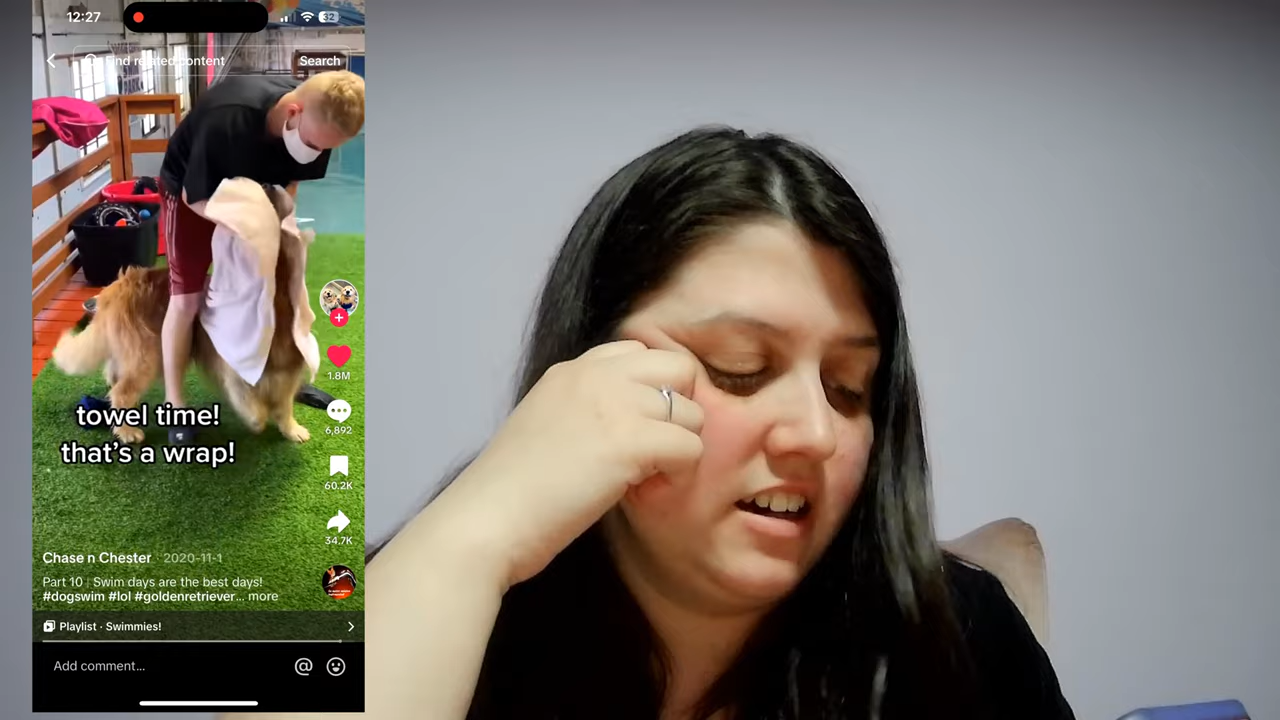 12:27
32
Find related content
Search
1.8M
6,892
60.2K
34.7K
towel time!
that's a wrap!
Chase n Chester · 2020-11-1
Part 10 | Swim days are the best days!
#dogswim #lol #goldenretriever... more
Playlist · Swimmies!
Add comment...